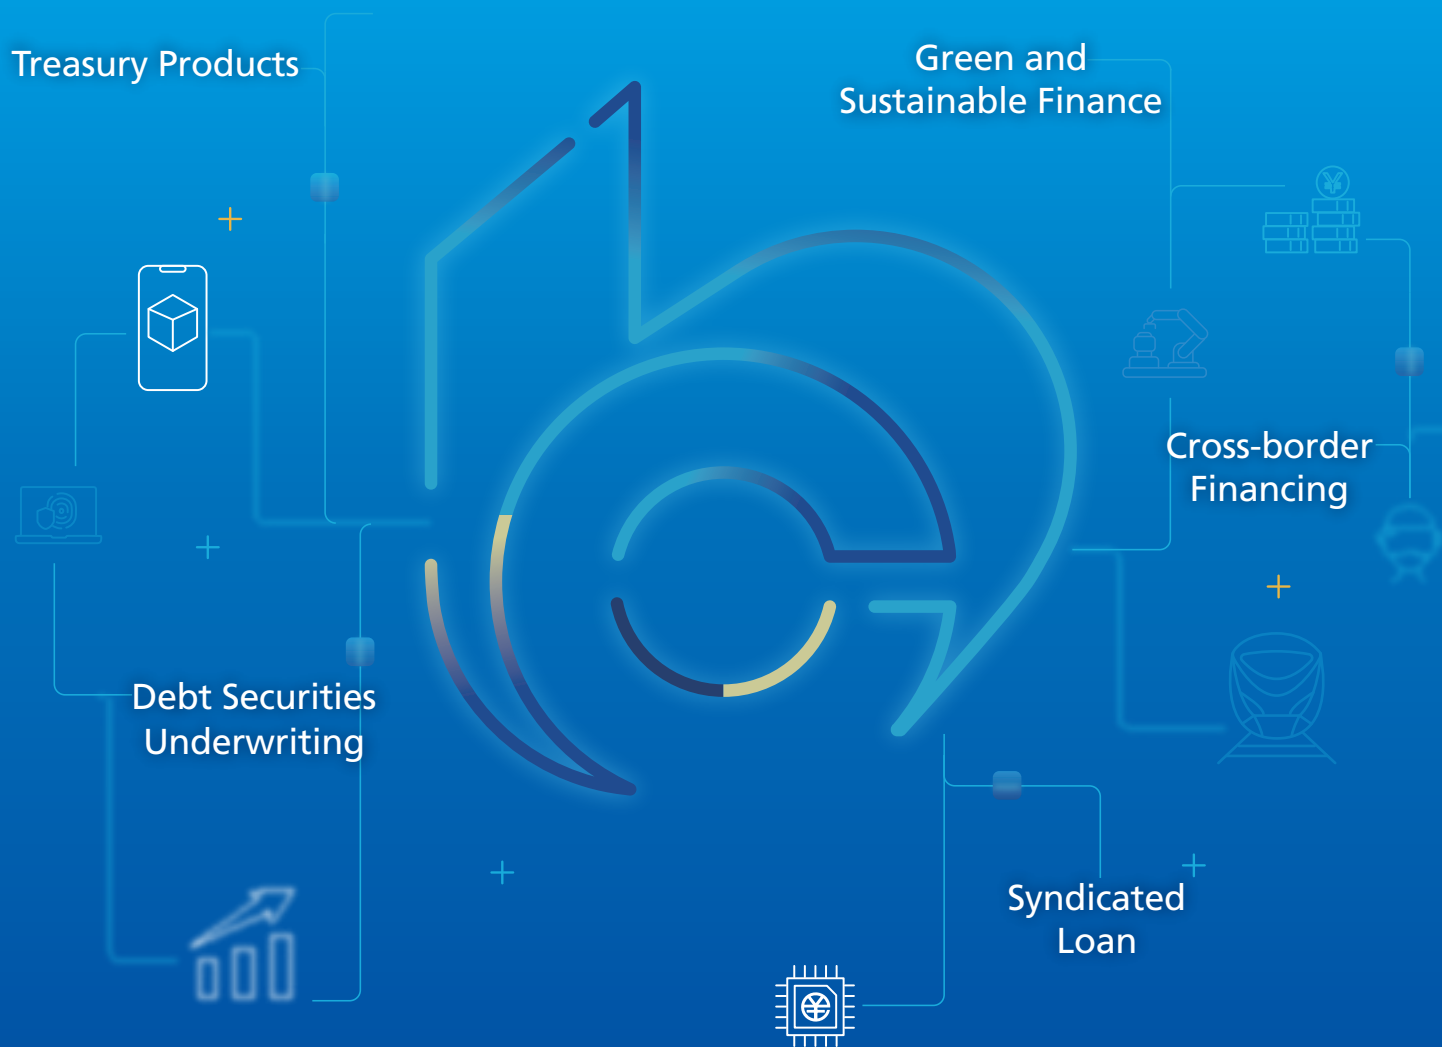 Treasury Products
Green and
Sustainable Finance
Cross-border
Financing
Debt Securities
Underwriting
Syndicated
Loan